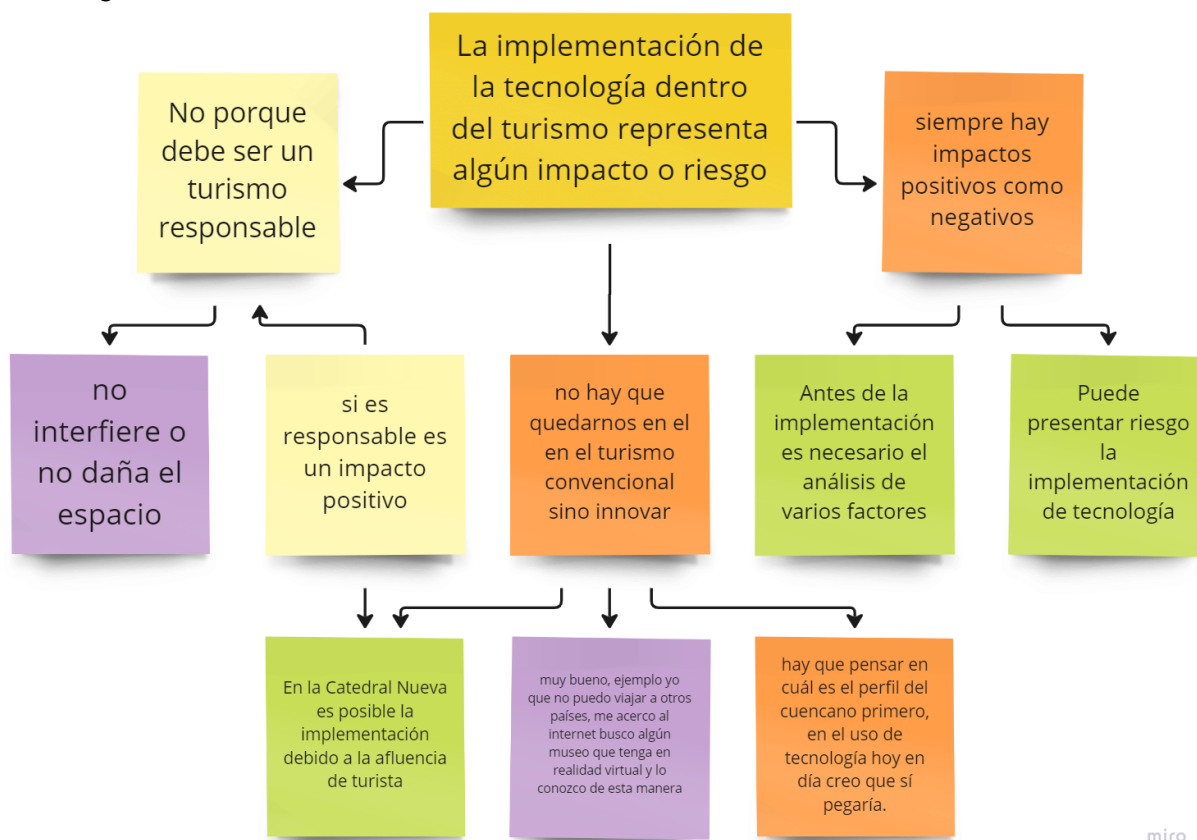 La implementación de
la tecnología dentro
del turismo representa
algún impacto o riesgo
No porque
debe ser un
turismo
responsable
siempre hay
impactos
positivos como
negativos
no
interfiere o
no daña el
espacio
si es
responsable es
un impacto
positivo
no hay que
quedarnos en el
en el turismo
convencional
sino innovar
Antes de la
implementación
es necesario el
análisis de
varios factores
Puede
presentar riesgo
la
implementación
de tecnología
En la Catedral Nueva
es posible la
implementación
debido a la afluencia
de turista
muy bueno, ejemplo yo
que no puedo viajar a otros
países, me acerco al
internet busco algún
museo que tenga en
realidad virtual y lo
conozco de esta manera
hay que pensar en
cuál es el perfil del
cuencano primero,
en el uso de
tecnología hoy en
día creo que sí
pegaría.
miro